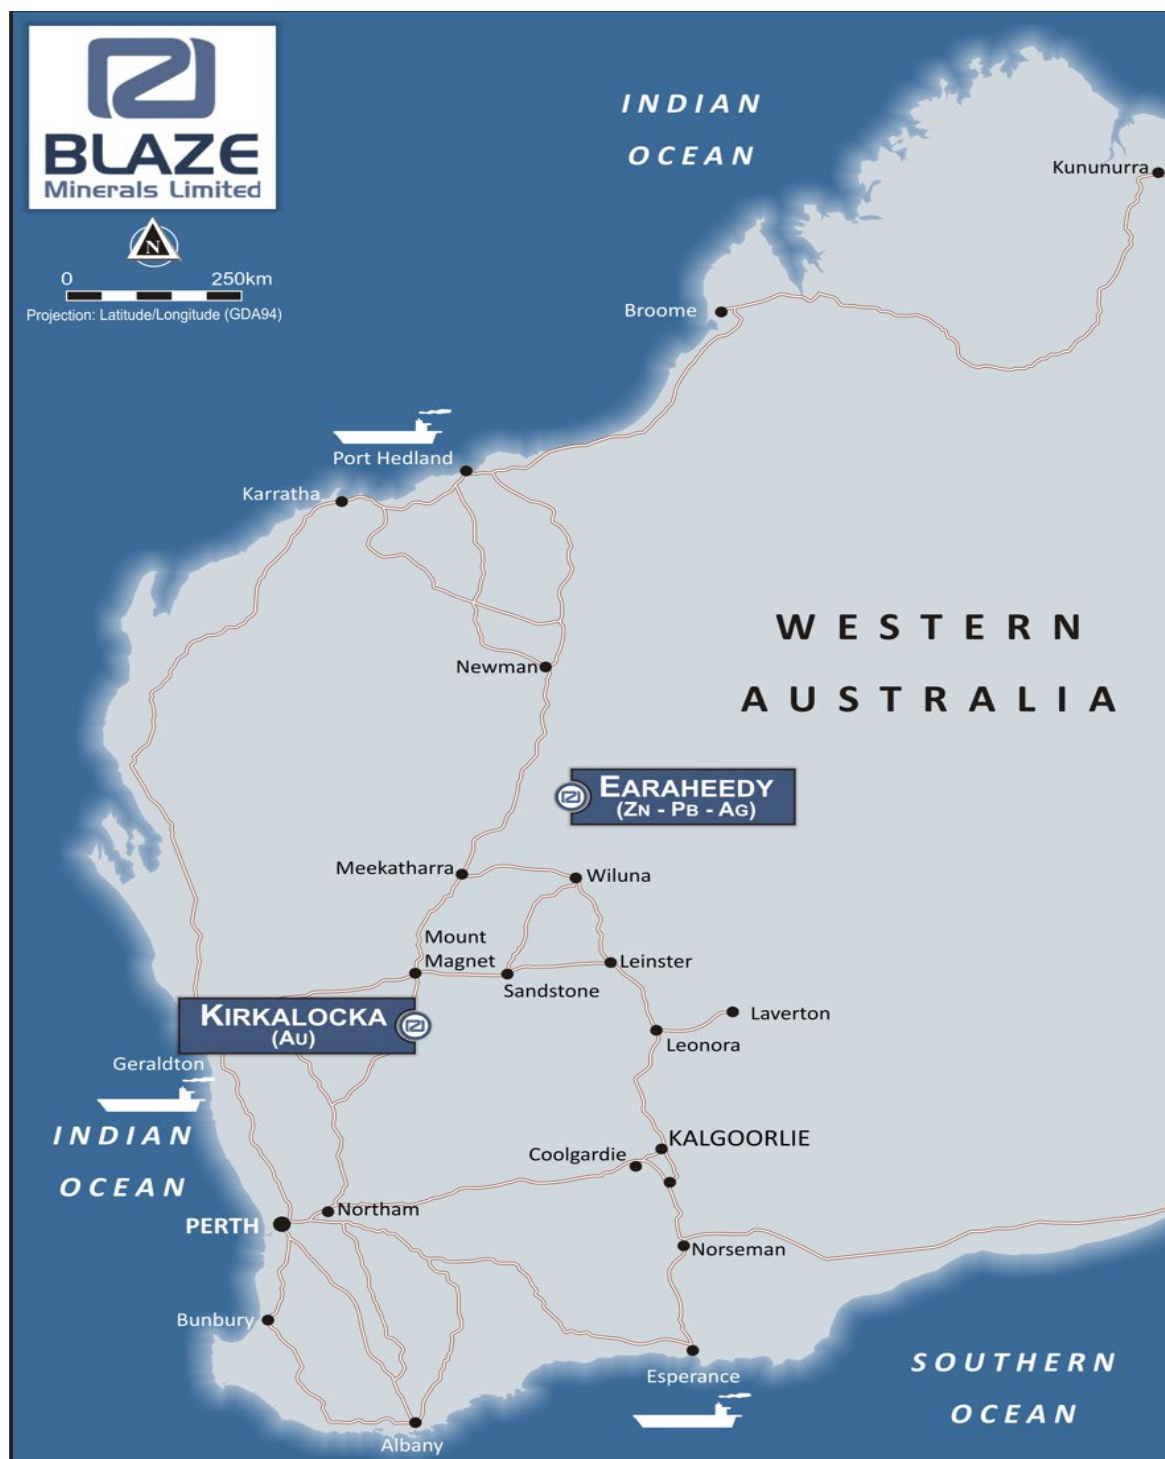 BLAZE
Minerals Limited
N
0 250km
Projection: Latitude/Longitude (GDA94)
INDIAN
OCEAN
Kununurra
Broome
Port Hedland
Karratha
WESTERN
AUSTRALIA
Newman
EARAHEEDY
(ZN - PB - AG)
Meekatharra
Wiluna
Mount
Magnet
Leinster
Sandstone
KIRKALOCKA
(AU)
Laverton
Leonora
Geraldton
INDIAN
OCEAN
KALGOORLIE
Coolgardie
Northam
PERTH
Norseman
Bunbury
Esperance
SOUTHERN
OCEAN
Albany